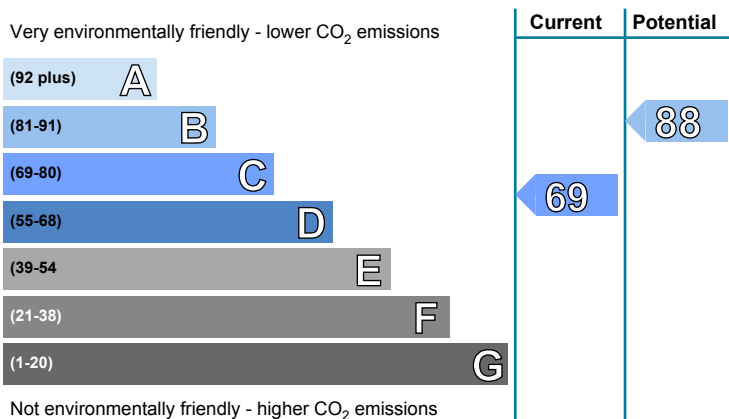 Very environmentally friendly - lower CO₂ emissions
Current
Potential
(92 plus) A
(81-91) B
88
(69-80) C
69
(55-68) D
(39-54 E
(21-38) F
(1-20) G
Not environmentally friendly - higher CO₂ emissions